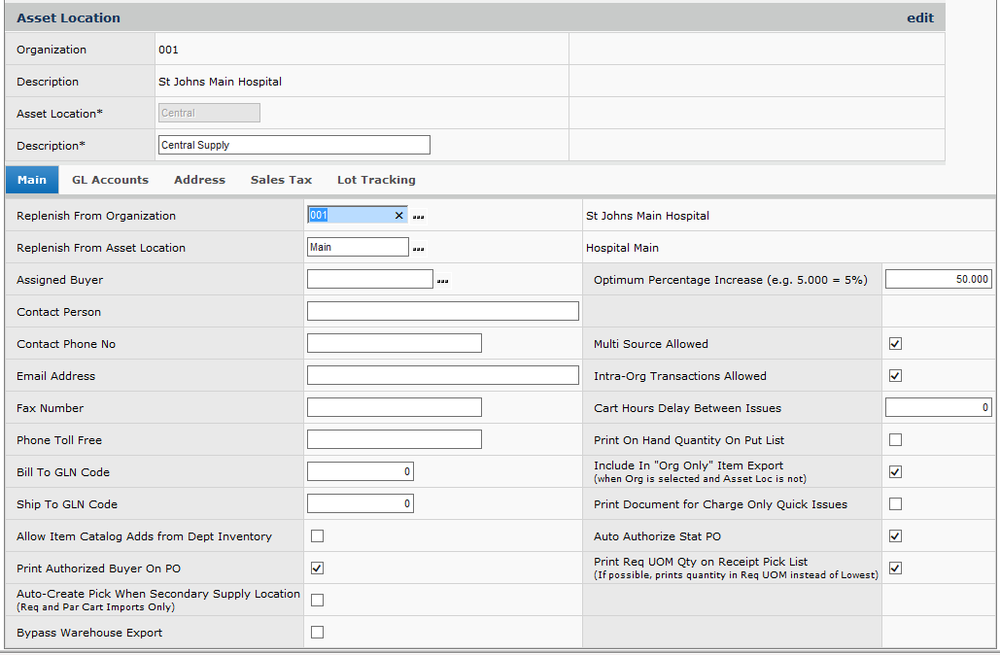 Asset Location edit
Organization 001
Description St Johns Main Hospital
Asset Location* Central
Description* Central Supply
Main GL Accounts Address Sales Tax Lot Tracking
Replenish From Organization 001 St Johns Main Hospital
Replenish From Asset Location Main Hospital Main
Assigned Buyer Optimum Percentage Increase (e.g. 5.000 = 5%) 50.000
Contact Person
Contact Phone No Multi Source Allowed
Email Address Intra-Org Transactions Allowed
Fax Number Cart Hours Delay Between Issues 0
Phone Toll Free Print On Hand Quantity On Put List
Bill To GLN Code 0 Include In "Org Only" Item Export
(when Org is selected and Asset Loc is not)
Ship To GLN Code 0 Print Document for Charge Only Quick Issues
Allow Item Catalog Adds from Dept Inventory Auto Authorize Stat PO
Print Authorized Buyer On PO Print Req UOM Qty on Receipt Pick List
(If possible, prints quantity in Req UOM instead of Lowest)
Auto-Create Pick When Secondary Supply Location
(Req and Par Cart Imports Only)
Bypass Warehouse Export